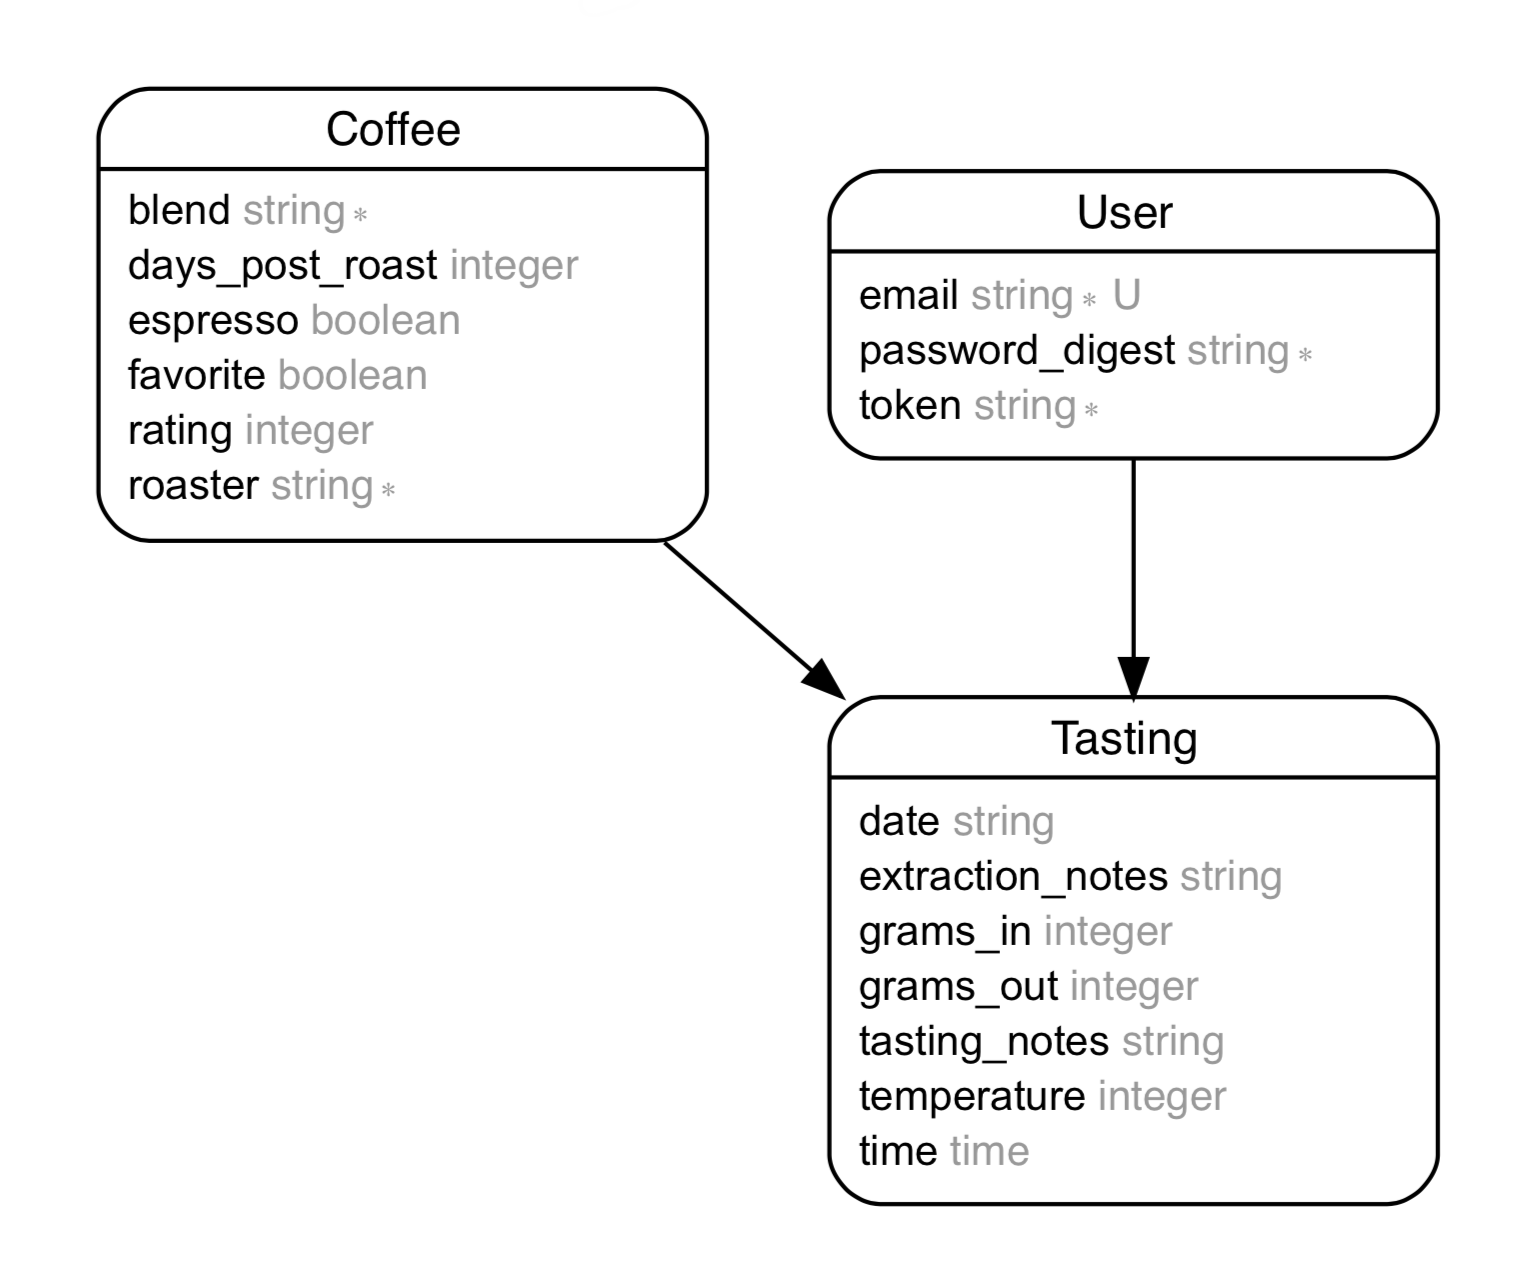 Coffee
blend string *
days_post_roast integer
espresso boolean
favorite boolean
rating integer
roaster string *
User
email string * U
password_digest string *
token string *
Tasting
date string
extraction_notes string
grams_in integer
grams_out integer
tasting_notes string
temperature integer
time time